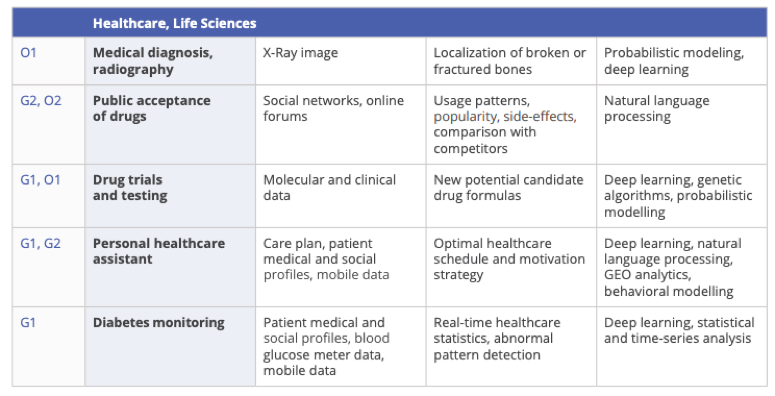 Healthcare, Life Sciences
O1
Medical diagnosis,
radiography
X-Ray image
Localization of broken or
fractured bones
Probabilistic modeling,
deep learning
G2, O2
Public acceptance
of drugs
Social networks, online
forums
Usage patterns,
popularity, side-effects,
comparison with
competitors
Natural language
processing
G1, O1
Drug trials
and testing
Molecular and clinical
data
New potential candidate
drug formulas
Deep learning, genetic
algorithms, probabilistic
modelling
G1, G2
Personal healthcare
assistant
Care plan, patient
medical and social
profiles, mobile data
Optimal healthcare
schedule and motivation
strategy
Deep learning, natural
language processing,
GEO analytics,
behavioral modelling
G1
Diabetes monitoring
Patient medical and
social profiles, blood
glucose meter data,
mobile data
Real-time healthcare
statistics, abnormal
pattern detection
Deep learning, statistical
and time-series analysis